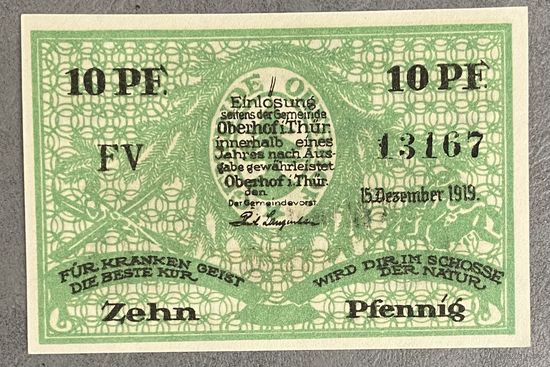 10 PF.
10 PF.
Einlösung
seitens der Gemeinde
Oberhof i. Thür.
innerhalb eines
Jahres nach Aus-
gabe gewährleistet
Oberhof i. Thür.
den
Der Gemeindevorst.
FV
13167
15. Dezember 1919.
FÜR KRANKEN GEIST
DIE BESTE KUR
WIRD DIR IM SCHOSSE
DER NATUR
Zehn
Pfennig